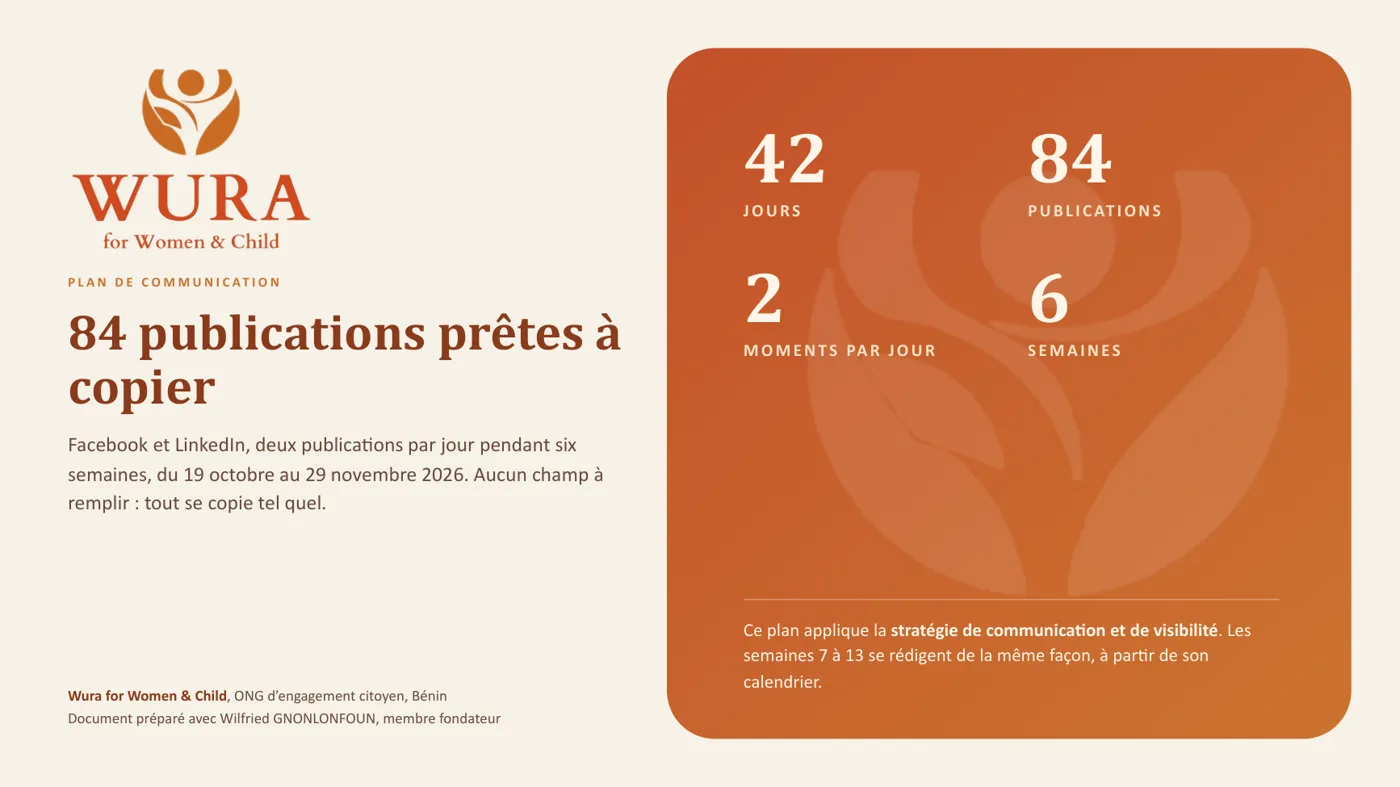 WURA
for Women & Child
PLAN DE COMMUNICATION
84 publications prêtes à
copier
Facebook et LinkedIn, deux publications par jour pendant six
semaines, du 19 octobre au 29 novembre 2026. Aucun champ à
remplir : tout se copie tel quel.
Wura for Women & Child, ONG d’engagement citoyen, Bénin
Document préparé avec Wilfried GNONLONFOUN, membre fondateur
42
JOURS
84
PUBLICATIONS
2
MOMENTS PAR JOUR
6
SEMAINES
Ce plan applique la stratégie de communication et de visibilité. Les
semaines 7 à 13 se rédigent de la même façon, à partir de son
calendrier.